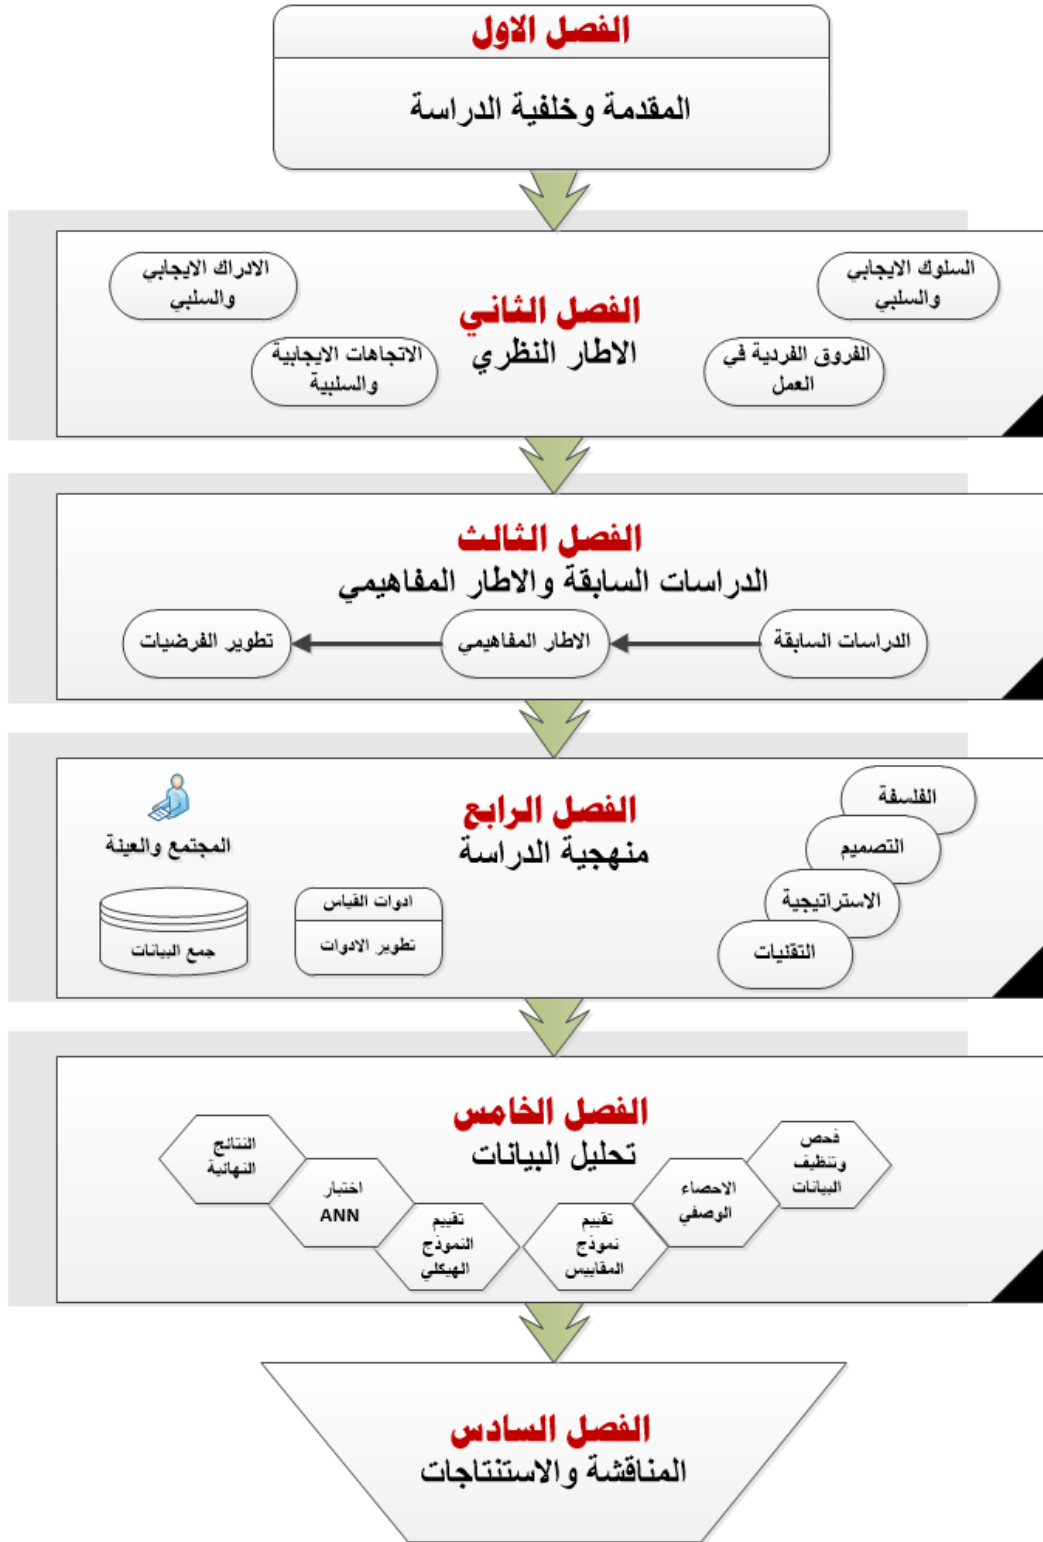 الفصل الاول
المقدمة وخلفية الدراسة
السلوك الايجابي
والسلبي
الفروق الفردية في
العمل
الفصل الثاني
الاطار النظري
الادراك الايجابي
والسلبي
الاتجاهات الايجابية
والسلبية
الفصل الثالث
الدراسات السابقة والاطار المفاهيمي
الدراسات السابقة
الاطار المفاهيمي
تطوير الفرضيات
الفصل الرابع
منهجية الدراسة
الفلسفة
التصميم
الاستراتيجية
التقنيات
المجتمع والعينة
ادوات القياس
تطوير الادوات
جمع البيانات
الفصل الخامس
تحليل البيانات
فحص
وتنظيف
البيانات
الاحصاء
الوصفي
تقييم
نموذج
المقاييس
تقييم
النموذج
الهيكلي
اختبار
ANN
النتائج
النهائية
الفصل السادس
المناقشة والاستنتاجات